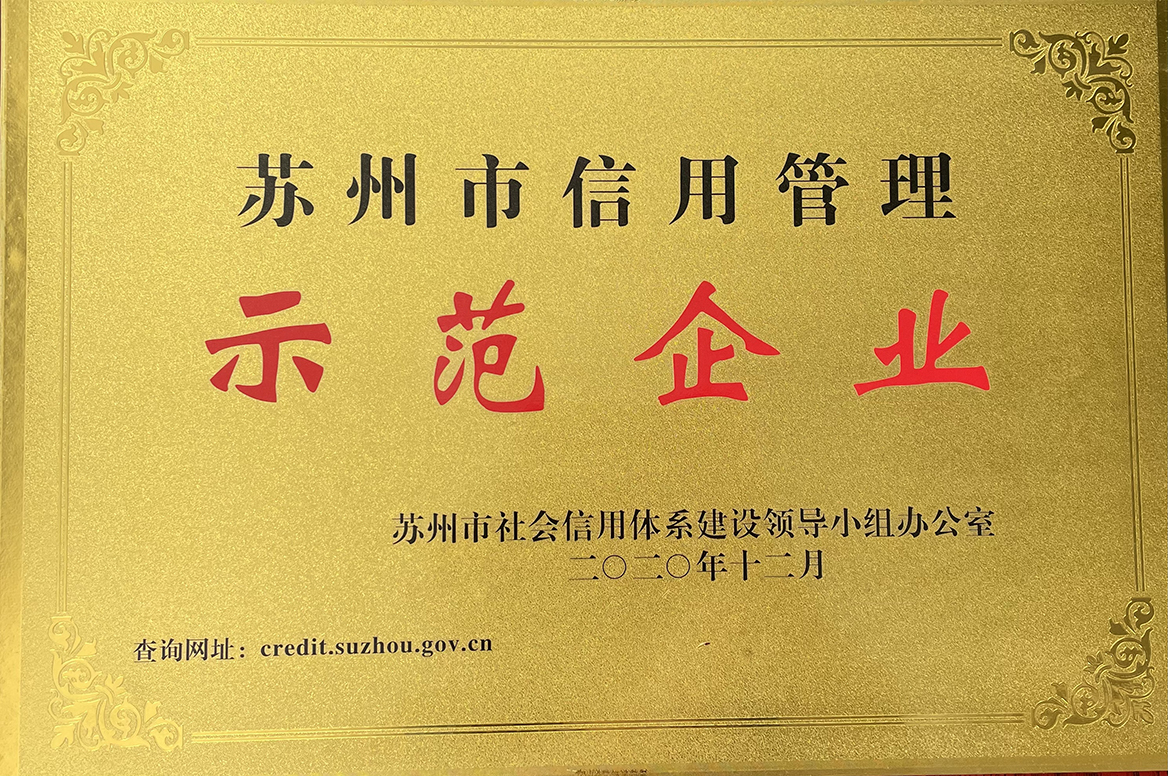 苏州市信用管理
示范企业
苏州市社会信用体系建设领导小组办公室
二〇二〇年十二月
查询网址：credit.suzhou.gov.cn